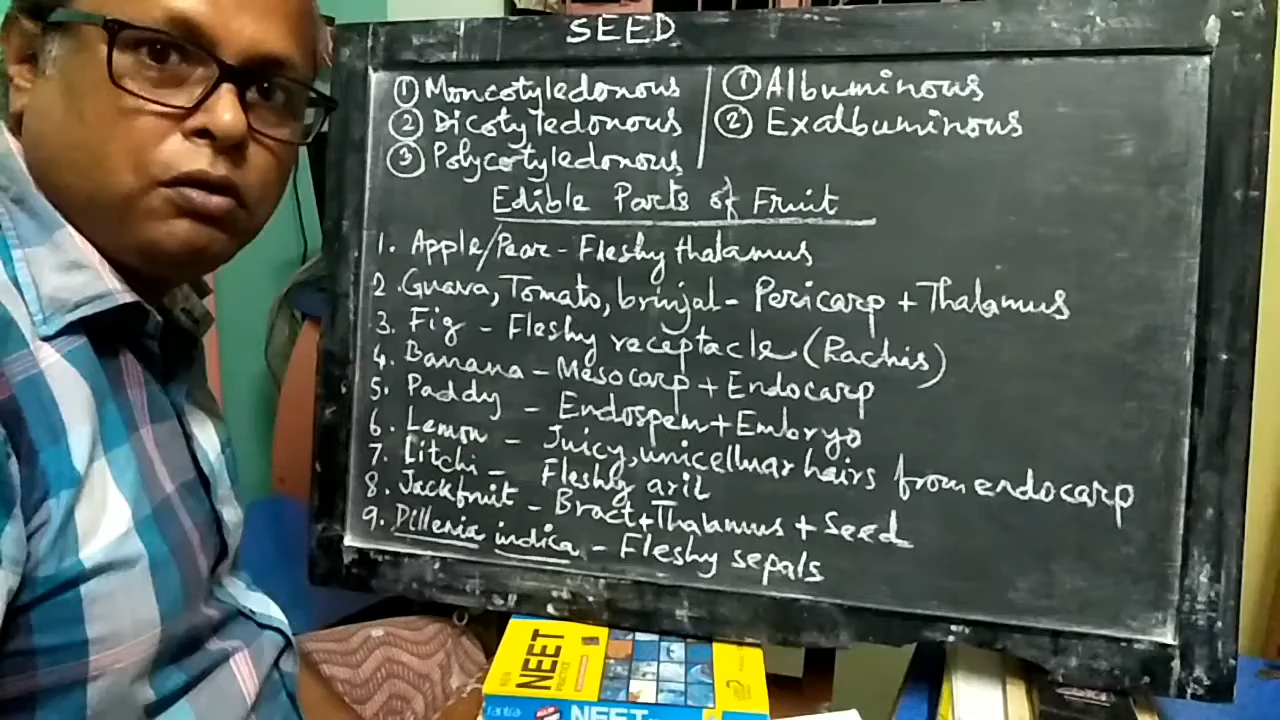 SEED
① Moncotyledonous
② Dicotyledonous
③ Polycotyledonous
① Albuminous
② Exalbuminous
Edible Parts of Fruit
1. Apple/Pear - Fleshy thalamus
2. Guava, Tomato, brinjal - Pericarp + Thalamus
3. Fig - Fleshy receptacle (Rachis)
4. Banana - Mesocarp + Endocarp
5. Paddy - Endospem + Embryo
6. Lemon - Juicy, unicellular hairs from endocarp
7. Litchi - Fleshy aril
8. Jackfruit - Bract + Thalamus + Seed
9. Dillenia indica - Fleshy sepals
NEET
NEET